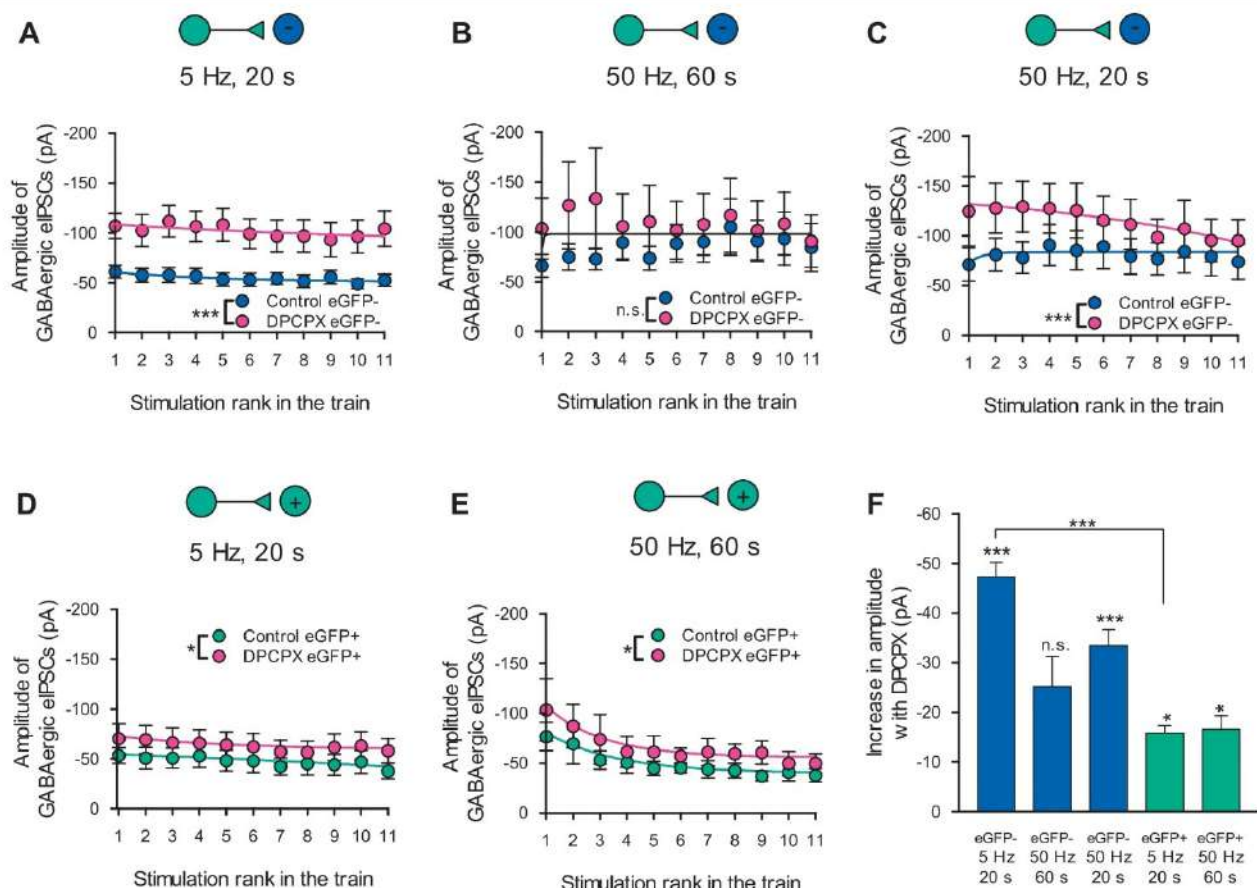 A
-
5 Hz, 20 s
Amplitude of
GABAergic eIPSCs (pA)
-200
-150
-100
-50
0
***
Control eGFP-
DPCPX eGFP-
1 2 3 4 5 6 7 8 9 10 11
Stimulation rank in the train
B
-
50 Hz, 60 s
Amplitude of
GABAergic eIPSCs (pA)
-200
-150
-100
-50
0
n.s.
Control eGFP-
DPCPX eGFP-
1 2 3 4 5 6 7 8 9 10 11
Stimulation rank in the train
C
-
50 Hz, 20 s
Amplitude of
GABAergic eIPSCs (pA)
-200
-150
-100
-50
0
***
Control eGFP-
DPCPX eGFP-
1 2 3 4 5 6 7 8 9 10 11
Stimulation rank in the train
D
+
5 Hz, 20 s
Amplitude of
GABAergic eIPSCs (pA)
-200
-150
-100
-50
0
*
Control eGFP+
DPCPX eGFP+
1 2 3 4 5 6 7 8 9 10 11
Stimulation rank in the train
E
+
50 Hz, 60 s
Amplitude of
GABAergic eIPSCs (pA)
-200
-150
-100
-50
0
*
Control eGFP+
DPCPX eGFP+
1 2 3 4 5 6 7 8 9 10 11
Stimulation rank in the train
F
Increase in amplitude
with DPCPX (pA)
-60
-50
-40
-30
-20
-10
0
***
***
n.s.
***
*
*
eGFP- eGFP- eGFP- eGFP+ eGFP+
5 Hz 50 Hz 50 Hz 5 Hz 50 Hz
20 s 60 s 20 s 20 s 60 s